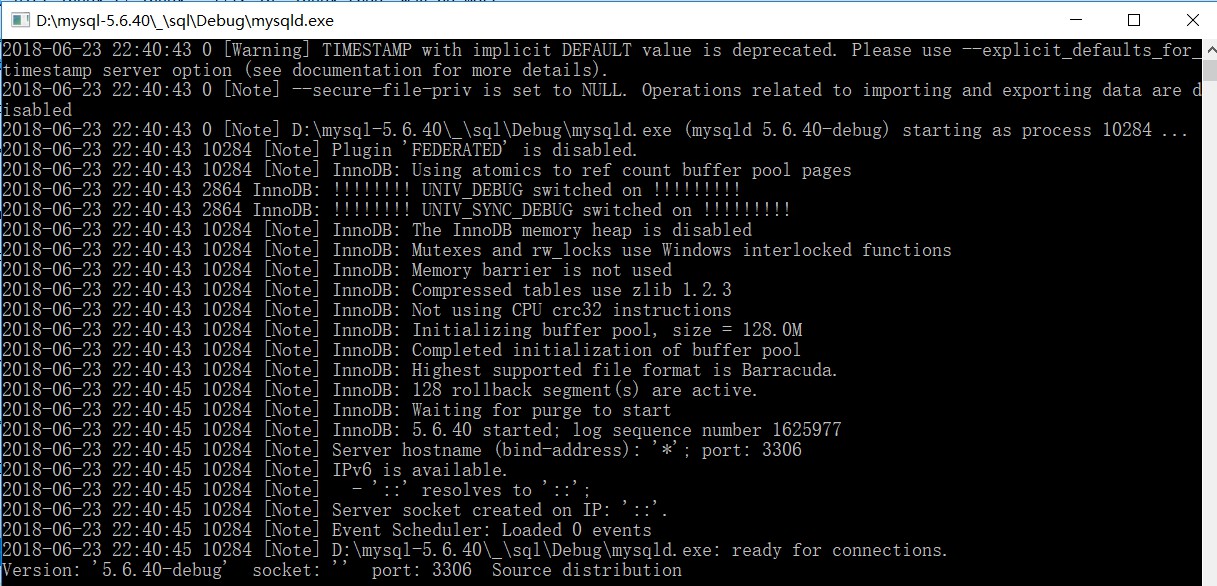 D:\mysql-5.6.40\_\sql\Debug\mysqld.exe
2018-06-23 22:40:43 0 [Warning] TIMESTAMP with implicit DEFAULT value is deprecated. Please use --explicit_defaults_for_
timestamp server option (see documentation for more details).
2018-06-23 22:40:43 0 [Note] --secure-file-priv is set to NULL. Operations related to importing and exporting data are d
isabled
2018-06-23 22:40:43 0 [Note] D:\mysql-5.6.40\_\sql\Debug\mysqld.exe (mysqld 5.6.40-debug) starting as process 10284 ...
2018-06-23 22:40:43 10284 [Note] Plugin 'FEDERATED' is disabled.
2018-06-23 22:40:43 10284 [Note] InnoDB: Using atomics to ref count buffer pool pages
2018-06-23 22:40:43 2864 InnoDB: !!!!!!!! UNIV_DEBUG switched on !!!!!!!!!
2018-06-23 22:40:43 2864 InnoDB: !!!!!!!! UNIV_SYNC_DEBUG switched on !!!!!!!!!
2018-06-23 22:40:43 10284 [Note] InnoDB: The InnoDB memory heap is disabled
2018-06-23 22:40:43 10284 [Note] InnoDB: Mutexes and rw_locks use Windows interlocked functions
2018-06-23 22:40:43 10284 [Note] InnoDB: Memory barrier is not used
2018-06-23 22:40:43 10284 [Note] InnoDB: Compressed tables use zlib 1.2.3
2018-06-23 22:40:43 10284 [Note] InnoDB: Not using CPU crc32 instructions
2018-06-23 22:40:43 10284 [Note] InnoDB: Initializing buffer pool, size = 128.0M
2018-06-23 22:40:43 10284 [Note] InnoDB: Completed initialization of buffer pool
2018-06-23 22:40:43 10284 [Note] InnoDB: Highest supported file format is Barracuda.
2018-06-23 22:40:45 10284 [Note] InnoDB: 128 rollback segment(s) are active.
2018-06-23 22:40:45 10284 [Note] InnoDB: Waiting for purge to start
2018-06-23 22:40:45 10284 [Note] InnoDB: 5.6.40 started; log sequence number 1625977
2018-06-23 22:40:45 10284 [Note] Server hostname (bind-address): '*'; port: 3306
2018-06-23 22:40:45 10284 [Note] IPv6 is available.
2018-06-23 22:40:45 10284 [Note]   - '::' resolves to '::';
2018-06-23 22:40:45 10284 [Note] Server socket created on IP: '::'.
2018-06-23 22:40:45 10284 [Note] Event Scheduler: Loaded 0 events
2018-06-23 22:40:45 10284 [Note] D:\mysql-5.6.40\_\sql\Debug\mysqld.exe: ready for connections.
Version: '5.6.40-debug'  socket: ''  port: 3306  Source distribution